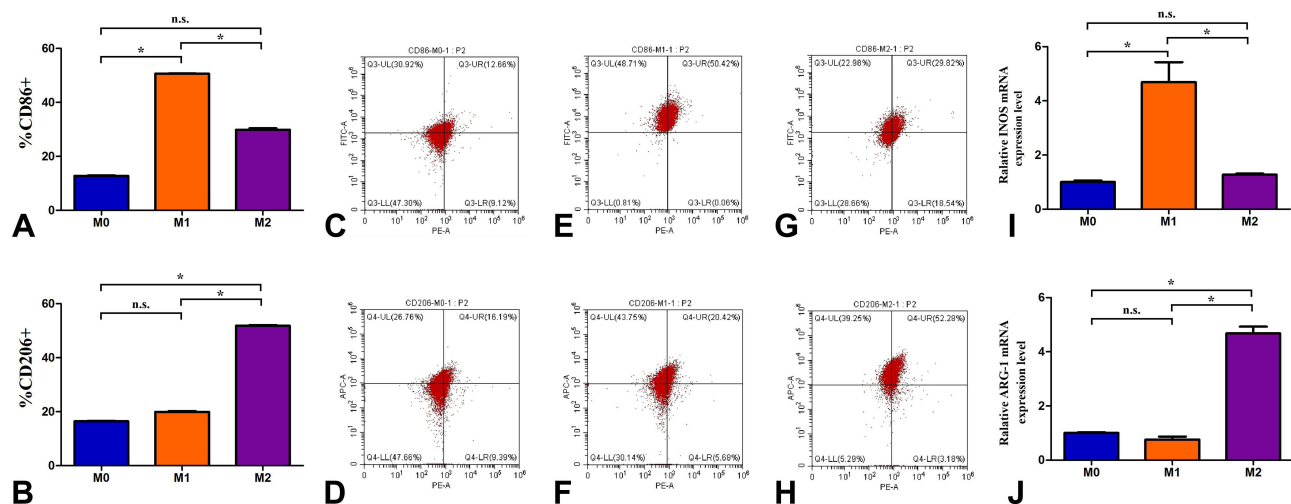 n.s.
*
*
60
40
20
0
%CD86+
M0
M1
M2
A
CD86-M0-1 : P2
Q3-UL(30.92%)
Q3-UR(12.66%)
Q3-LL(47.30%)
Q3-LR(9.12%)
FITC-A
PE-A
C
CD86-M1-1 : P2
Q3-UL(48.71%)
Q3-UR(50.42%)
Q3-LL(0.81%)
Q3-LR(0.06%)
FITC-A
PE-A
E
CD86-M2-1 : P2
Q3-UL(22.98%)
Q3-UR(29.82%)
Q3-LL(28.66%)
Q3-LR(18.54%)
FITC-A
PE-A
G
n.s.
*
*
6
4
2
0
Ralative INOS mRNA
expression level
M0
M1
M2
I
*
n.s.
*
60
40
20
0
%CD206+
M0
M1
M2
B
CD206-M0-1 : P2
Q4-UL(26.76%)
Q4-UR(16.19%)
Q4-LL(47.66%)
Q4-LR(9.39%)
APC-A
PE-A
D
CD206-M1-1 : P2
Q4-UL(43.75%)
Q4-UR(20.42%)
Q4-LL(30.14%)
Q4-LR(5.68%)
APC-A
PE-A
F
CD206-M2-1 : P2
Q4-UL(39.25%)
Q4-UR(52.28%)
Q4-LL(5.29%)
Q4-LR(3.18%)
APC-A
PE-A
H
*
n.s.
*
6
4
2
0
Ralative ARG-1 mRNA
expression level
M0
M1
M2
J